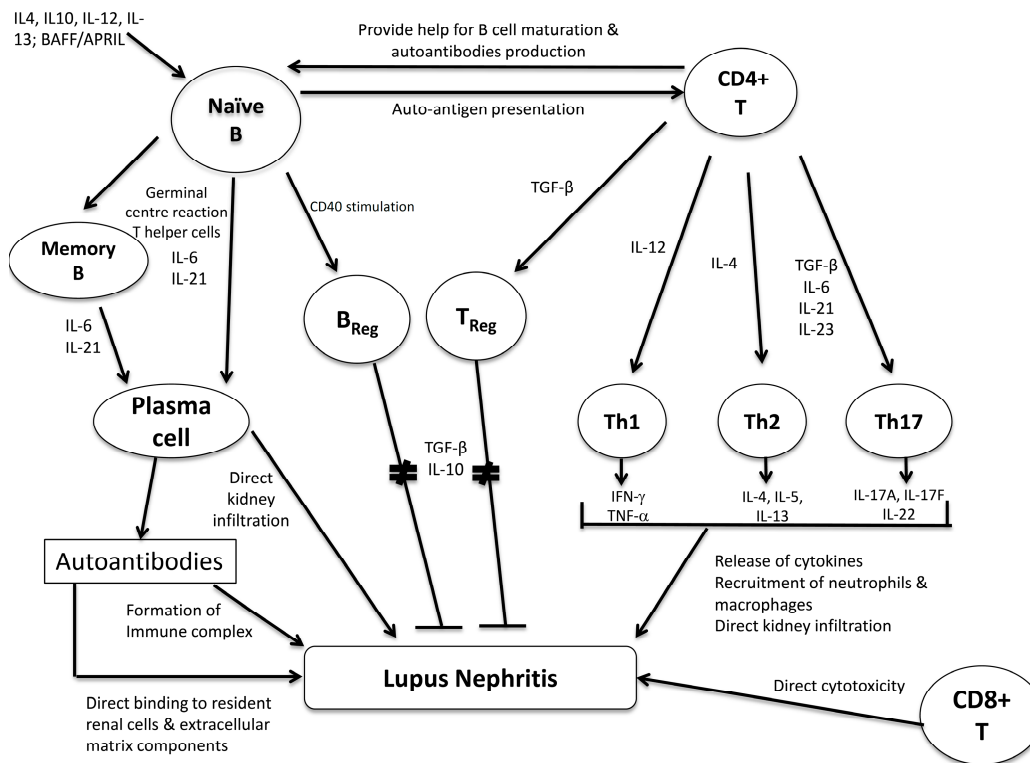 IL4, IL10, IL-12, IL-
13; BAFF/APRIL
Provide help for B cell maturation &
autoantibodies production
CD4+
T
Naïve
B
Auto-antigen presentation
Germinal
centre reaction
T helper cells
IL-6
IL-21
CD40 stimulation
TGF-β
IL-12
IL-4
TGF-β
IL-6
IL-21
IL-23
Memory
B
IL-6
IL-21
BReg
TReg
Plasma
cell
Th1
Th2
Th17
TGF-β
IL-10
Direct
kidney
infiltration
IFN-γ
TNF-α
IL-4, IL-5,
IL-13
IL-17A, IL-17F
IL-22
Autoantibodies
Release of cytokines
Recruitment of neutrophils &
macrophages
Direct kidney infiltration
Formation of
Immune complex
Lupus Nephritis
Direct cytotoxicity
CD8+
T
Direct binding to resident
renal cells & extracellular
matrix components